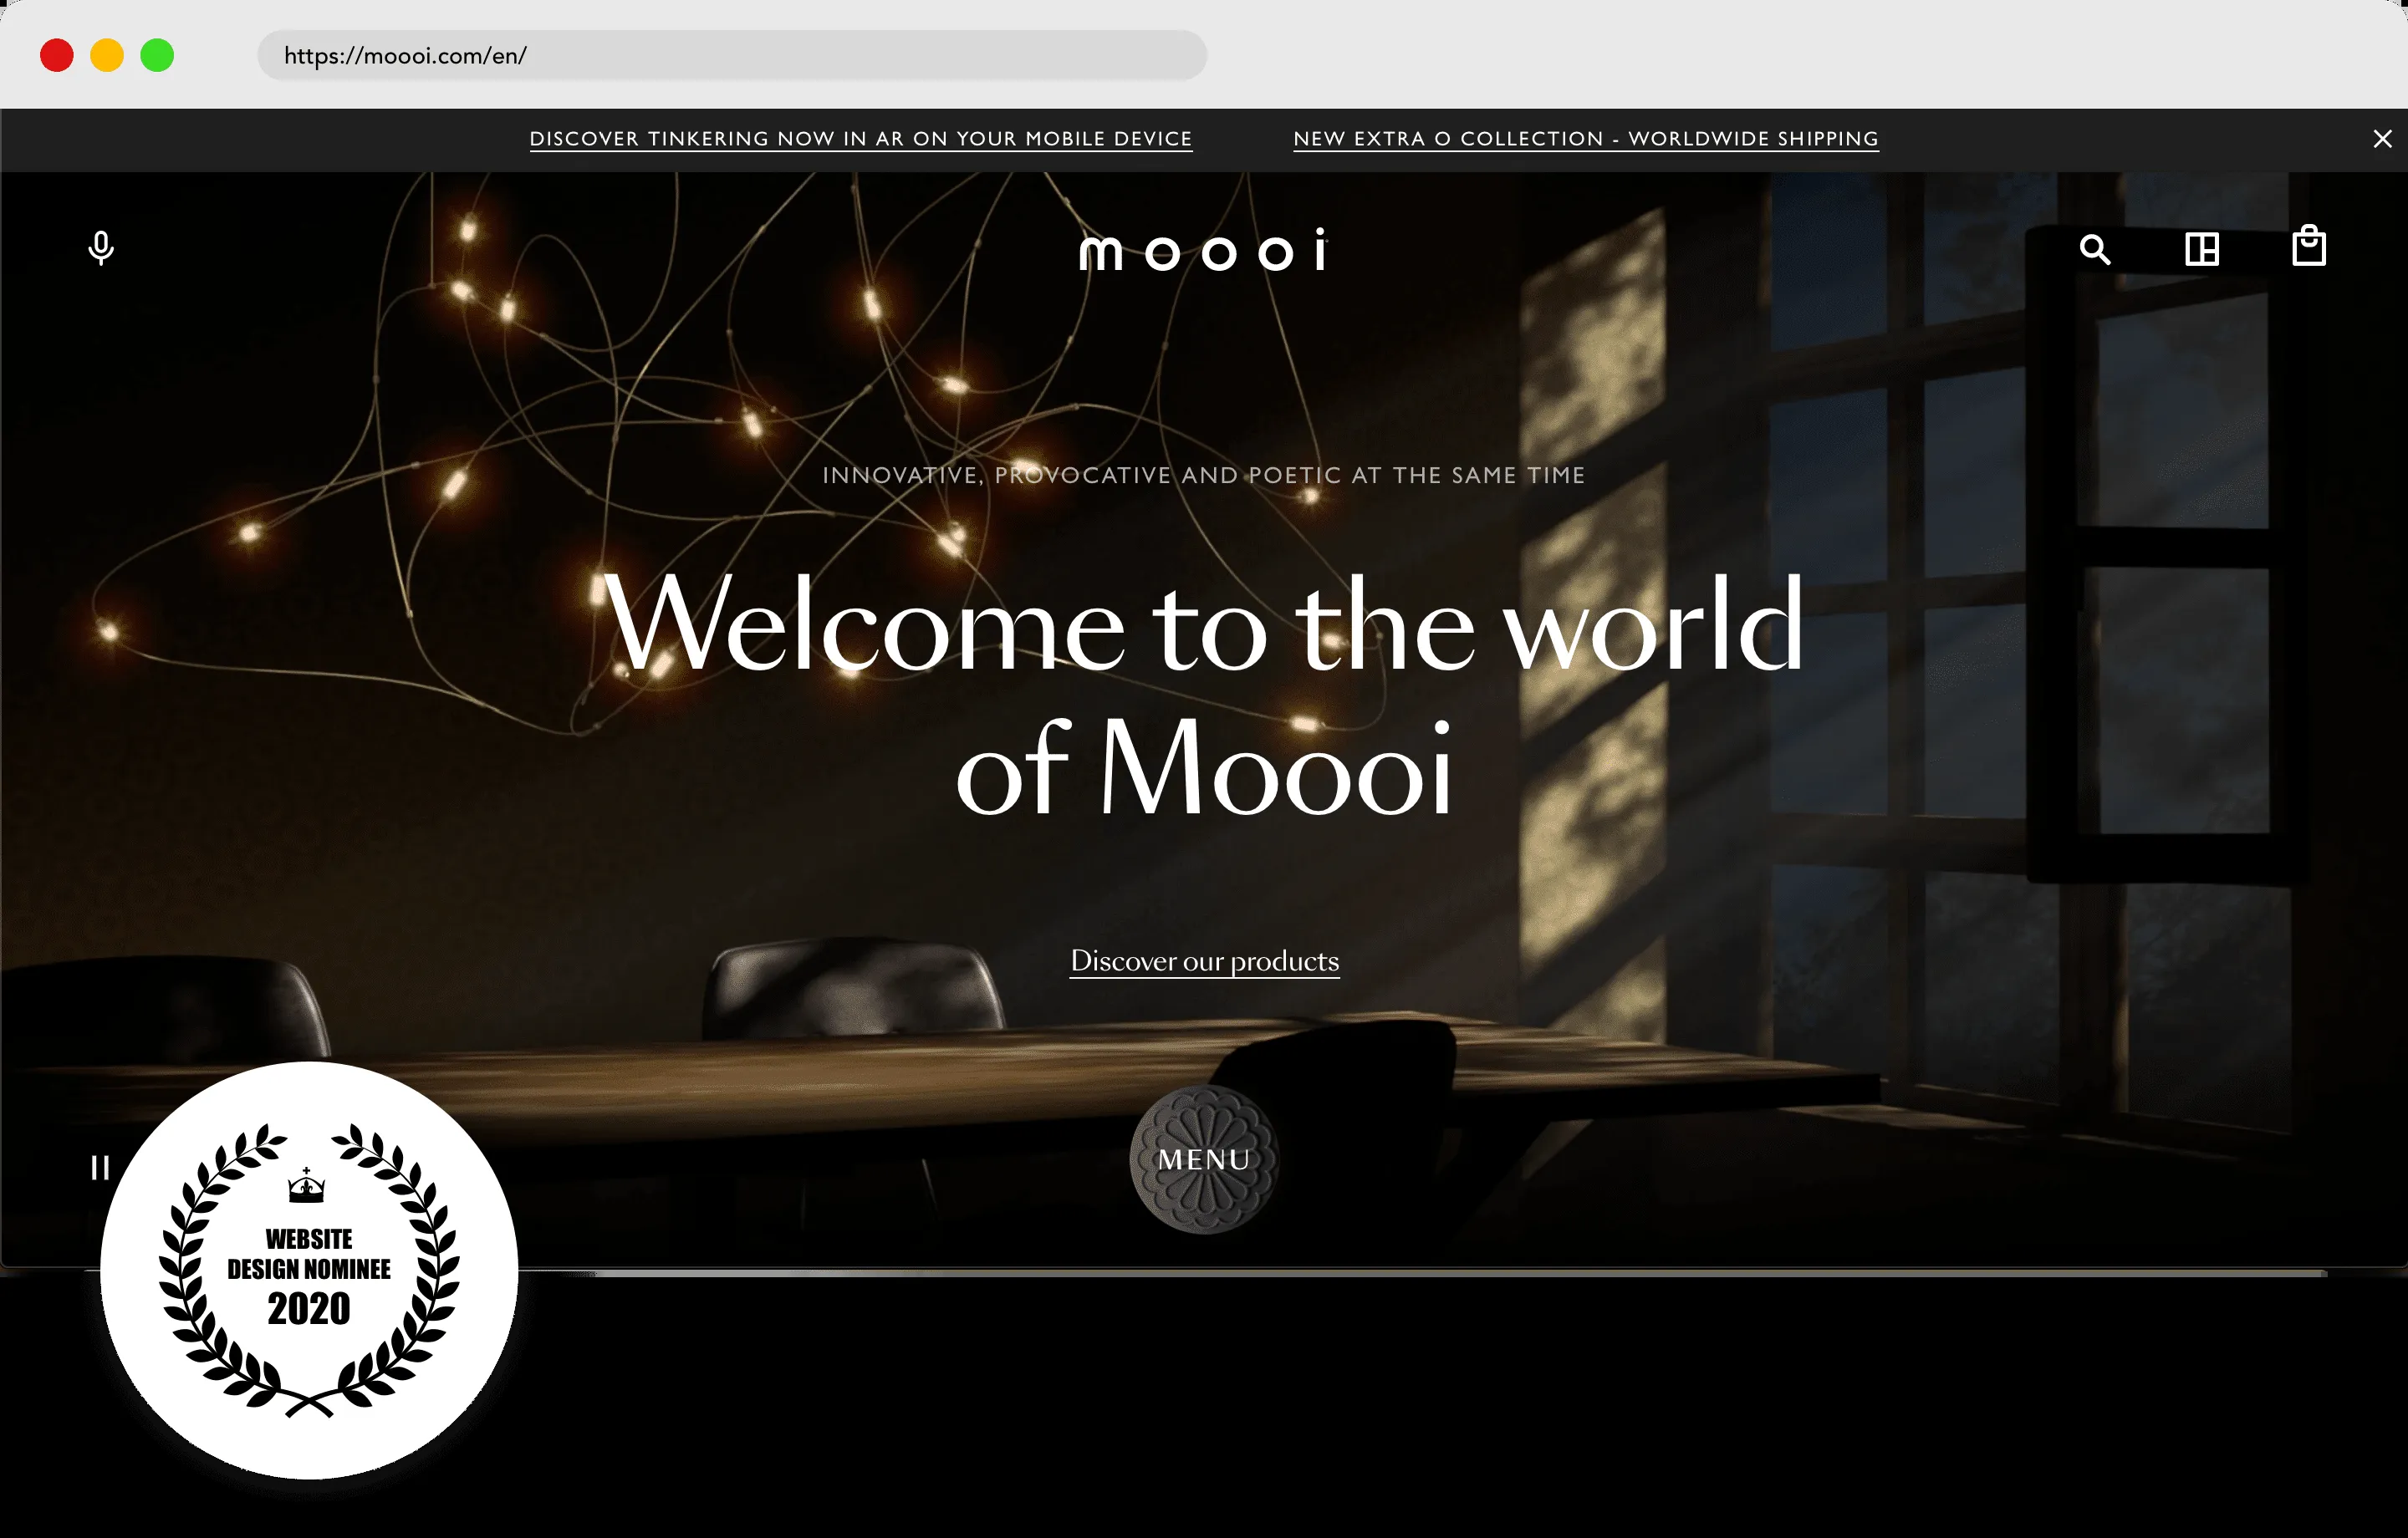 https://moooi.com/en/
DISCOVER TINKERING NOW IN AR ON YOUR MOBILE DEVICE
NEW EXTRA O COLLECTION - WORLDWIDE SHIPPING
moooi
INNOVATIVE, PROVOCATIVE AND POETIC AT THE SAME TIME
Welcome to the world
of Moooi
Discover our products
MENU
WEBSITE
DESIGN NOMINEE
2020